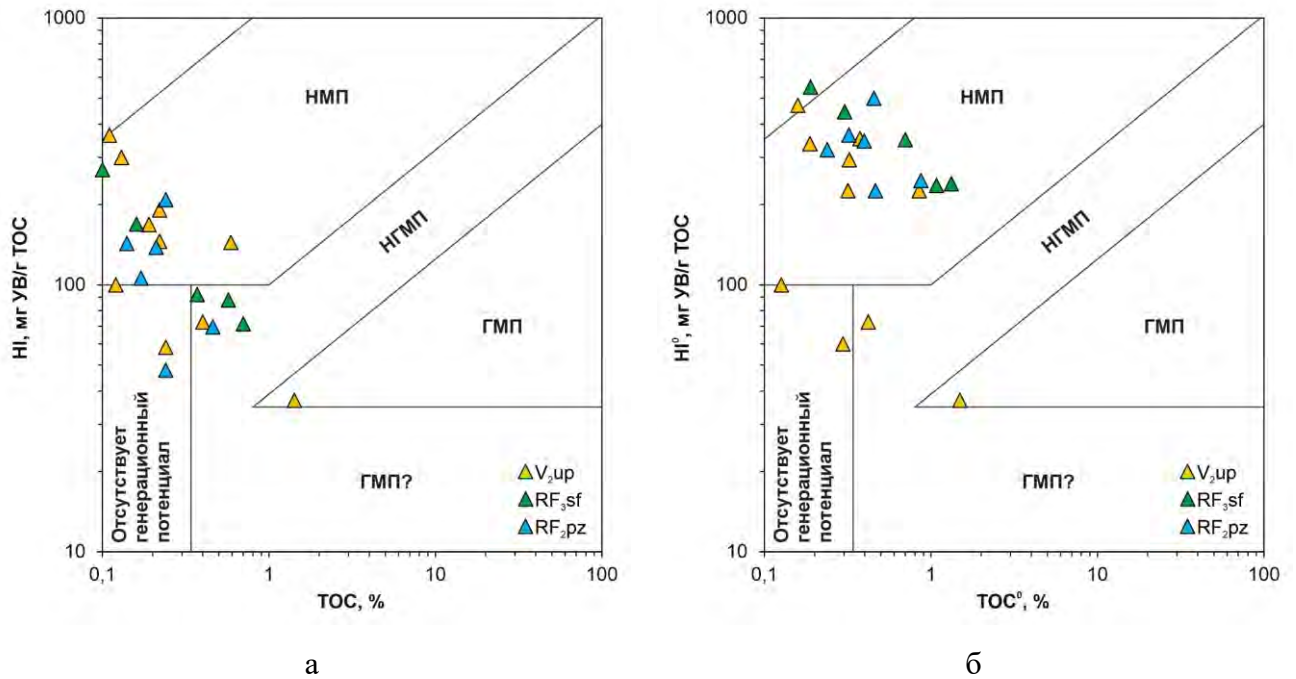 1000
НМП
НГМП
100
ГМП
HI, мг УВ/г ТОС
Отсутствует
генерационный
потенциал
ГМП?
V₂up
RF₃sf
RF₂pz
10
0,1
1
10
100
TOC, %
а
1000
НМП
НГМП
100
ГМП
HI⁰, мг УВ/г ТОС
Отсутствует
генерационный
потенциал
ГМП?
V₂up
RF₃sf
RF₂pz
10
0,1
1
10
100
TOC⁰, %
б